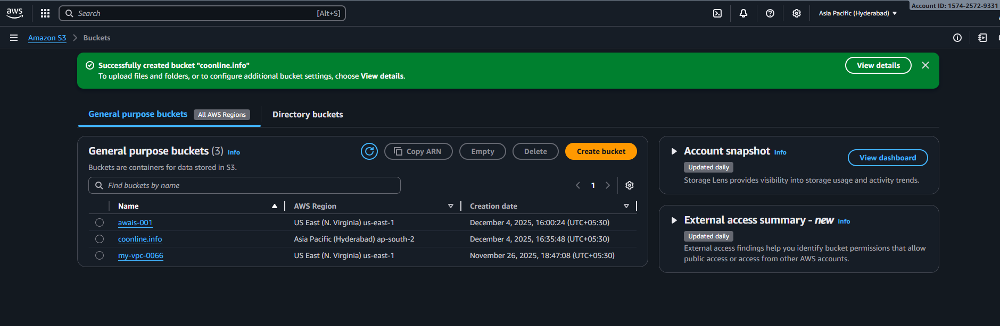 aws
Search [Alt+S]
Asia Pacific (Hyderabad)
Account ID: 1574-2572-9331
Amazon S3 > Buckets
Successfully created bucket "coonline.info"
To upload files and folders, or to configure additional bucket settings, choose View details.
View details
General purpose buckets All AWS Regions Directory buckets
General purpose buckets (3) Info
Copy ARN Empty Delete Create bucket
Buckets are containers for data stored in S3.
Find buckets by name
1
Name AWS Region Creation date
awais-001 US East (N. Virginia) us-east-1 December 4, 2025, 16:00:24 (UTC+05:30)
coonline.info Asia Pacific (Hyderabad) ap-south-2 December 4, 2025, 16:35:48 (UTC+05:30)
my-vpc-0066 US East (N. Virginia) us-east-1 November 26, 2025, 18:47:08 (UTC+05:30)
Account snapshot Info
View dashboard
Updated daily
Storage Lens provides visibility into storage usage and activity trends.
External access summary - new Info
Updated daily
External access findings help you identify bucket permissions that allow
public access or access from other AWS accounts.